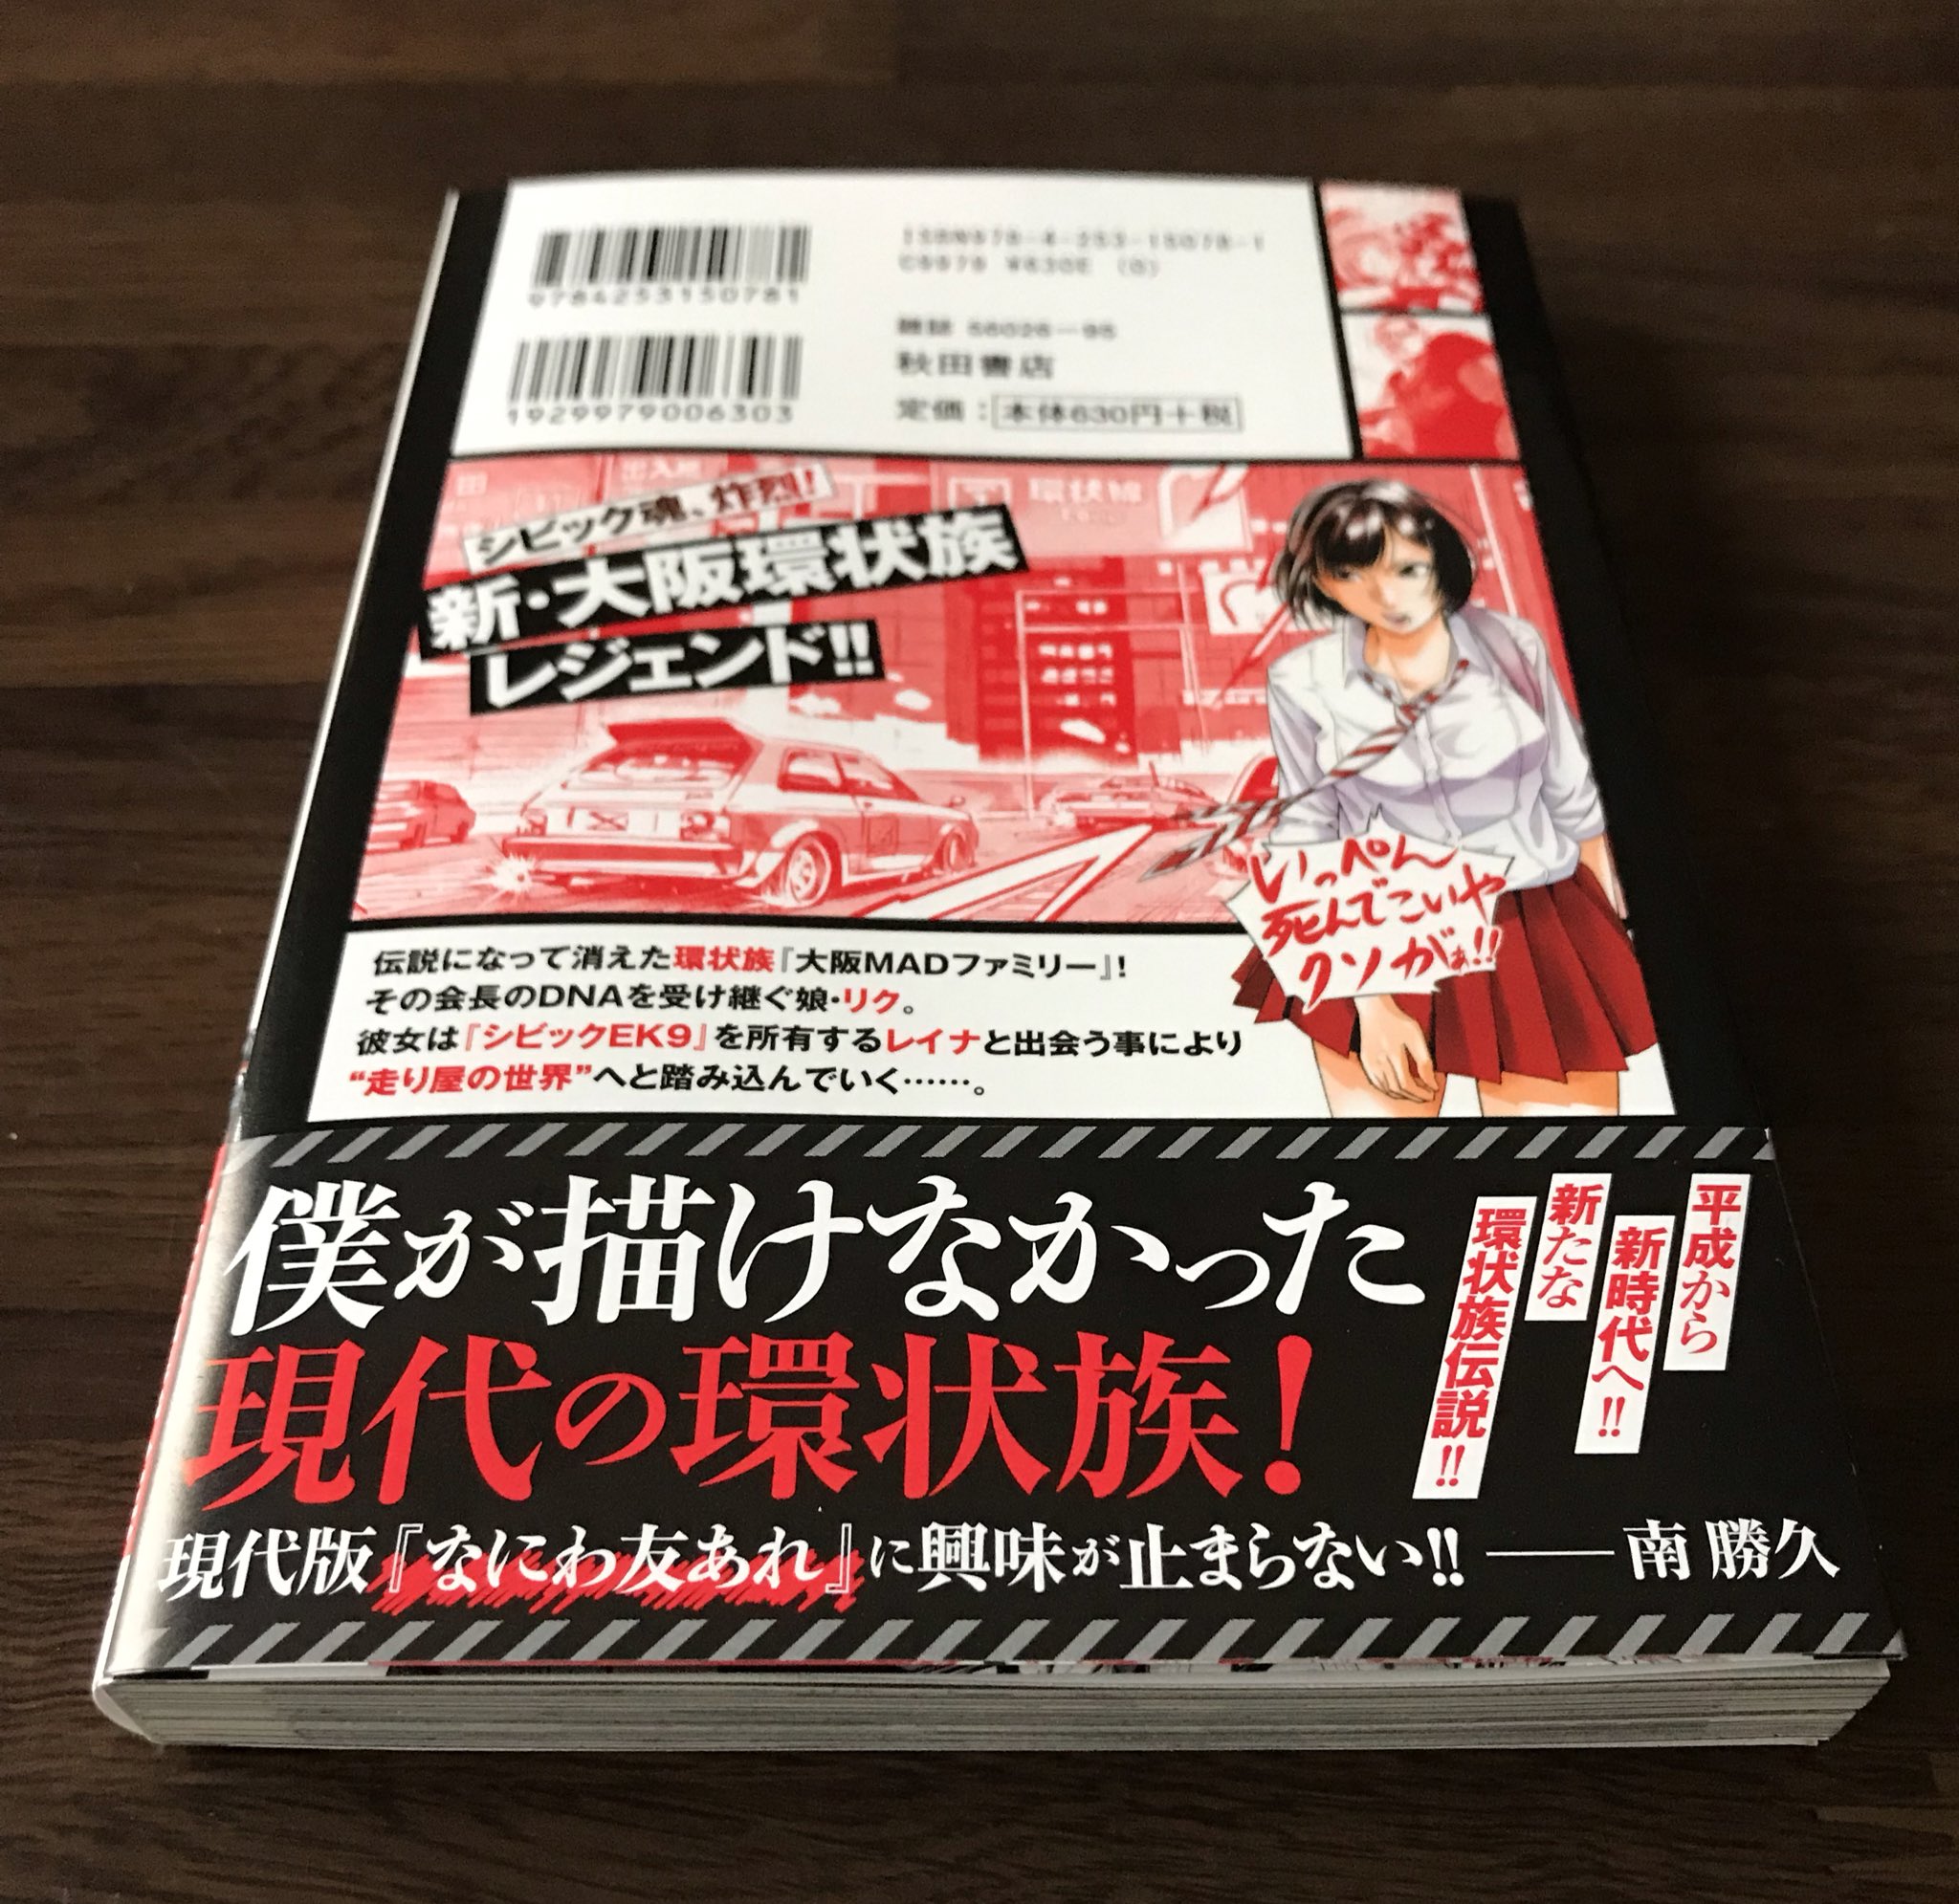 9784253150781
1929979006303
ISBN978-4-253-15078-1
C9979 ¥630E (0)
雑誌 56026-95
秋田書店
定価：本体630円+税
出入橋
環状線
シビック魂、炸烈!
新・大阪環状族
レジェンド!!
いっぺん
死んでこいや
クソがぁ!!
伝説になって消えた環状族『大阪MADファミリー』!
その会長のDNAを受け継ぐ娘・リク。
彼女は『シビックEK9』を所有するレイナと出会う事により
“走り屋の世界”へと踏み込んでいく……。
僕が描けなかった
現代の環状族!
平成から
新時代へ!!
新たな
環状族伝説!!
現代版『なにわ友あれ』に興味が止まらない!!――南 勝久